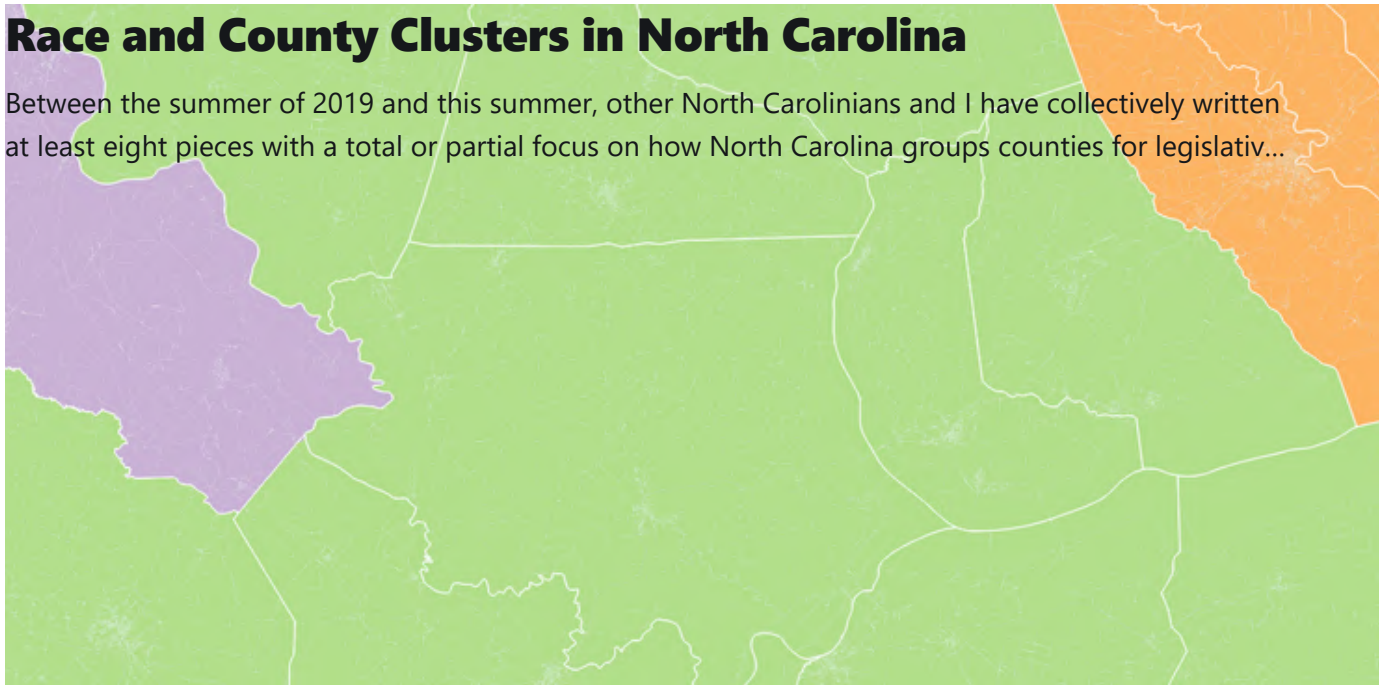 Race and County Clusters in North Carolina
Between the summer of 2019 and this summer, other North Carolinians and I have collectively written
at least eight pieces with a total or partial focus on how North Carolina groups counties for legislativ...